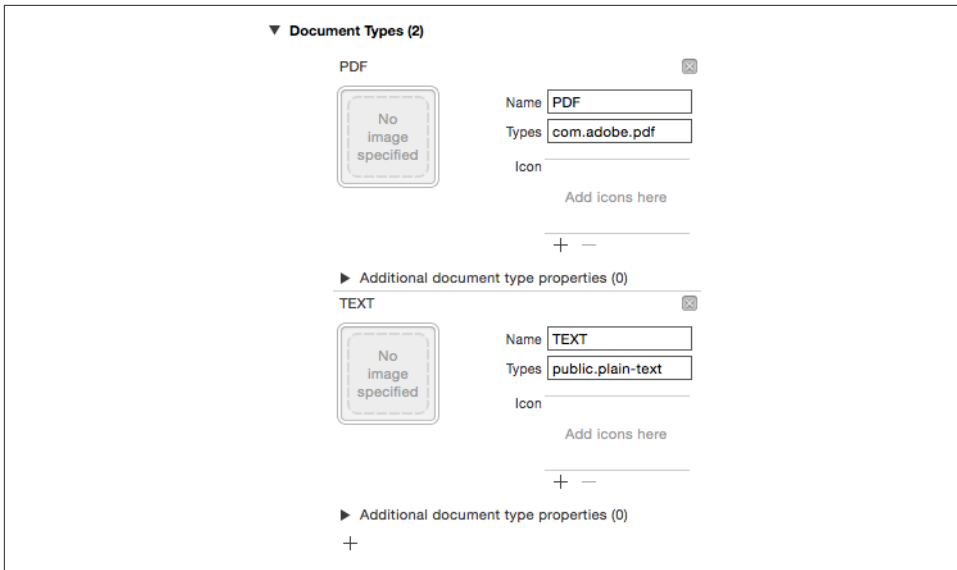 Document Types (2)
PDF
No
image
specified
Name PDF
Types com.adobe.pdf
Icon
Add icons here
Additional document type properties (0)
TEXT
No
image
specified
Name TEXT
Types public.plain-text
Icon
Add icons here
Additional document type properties (0)